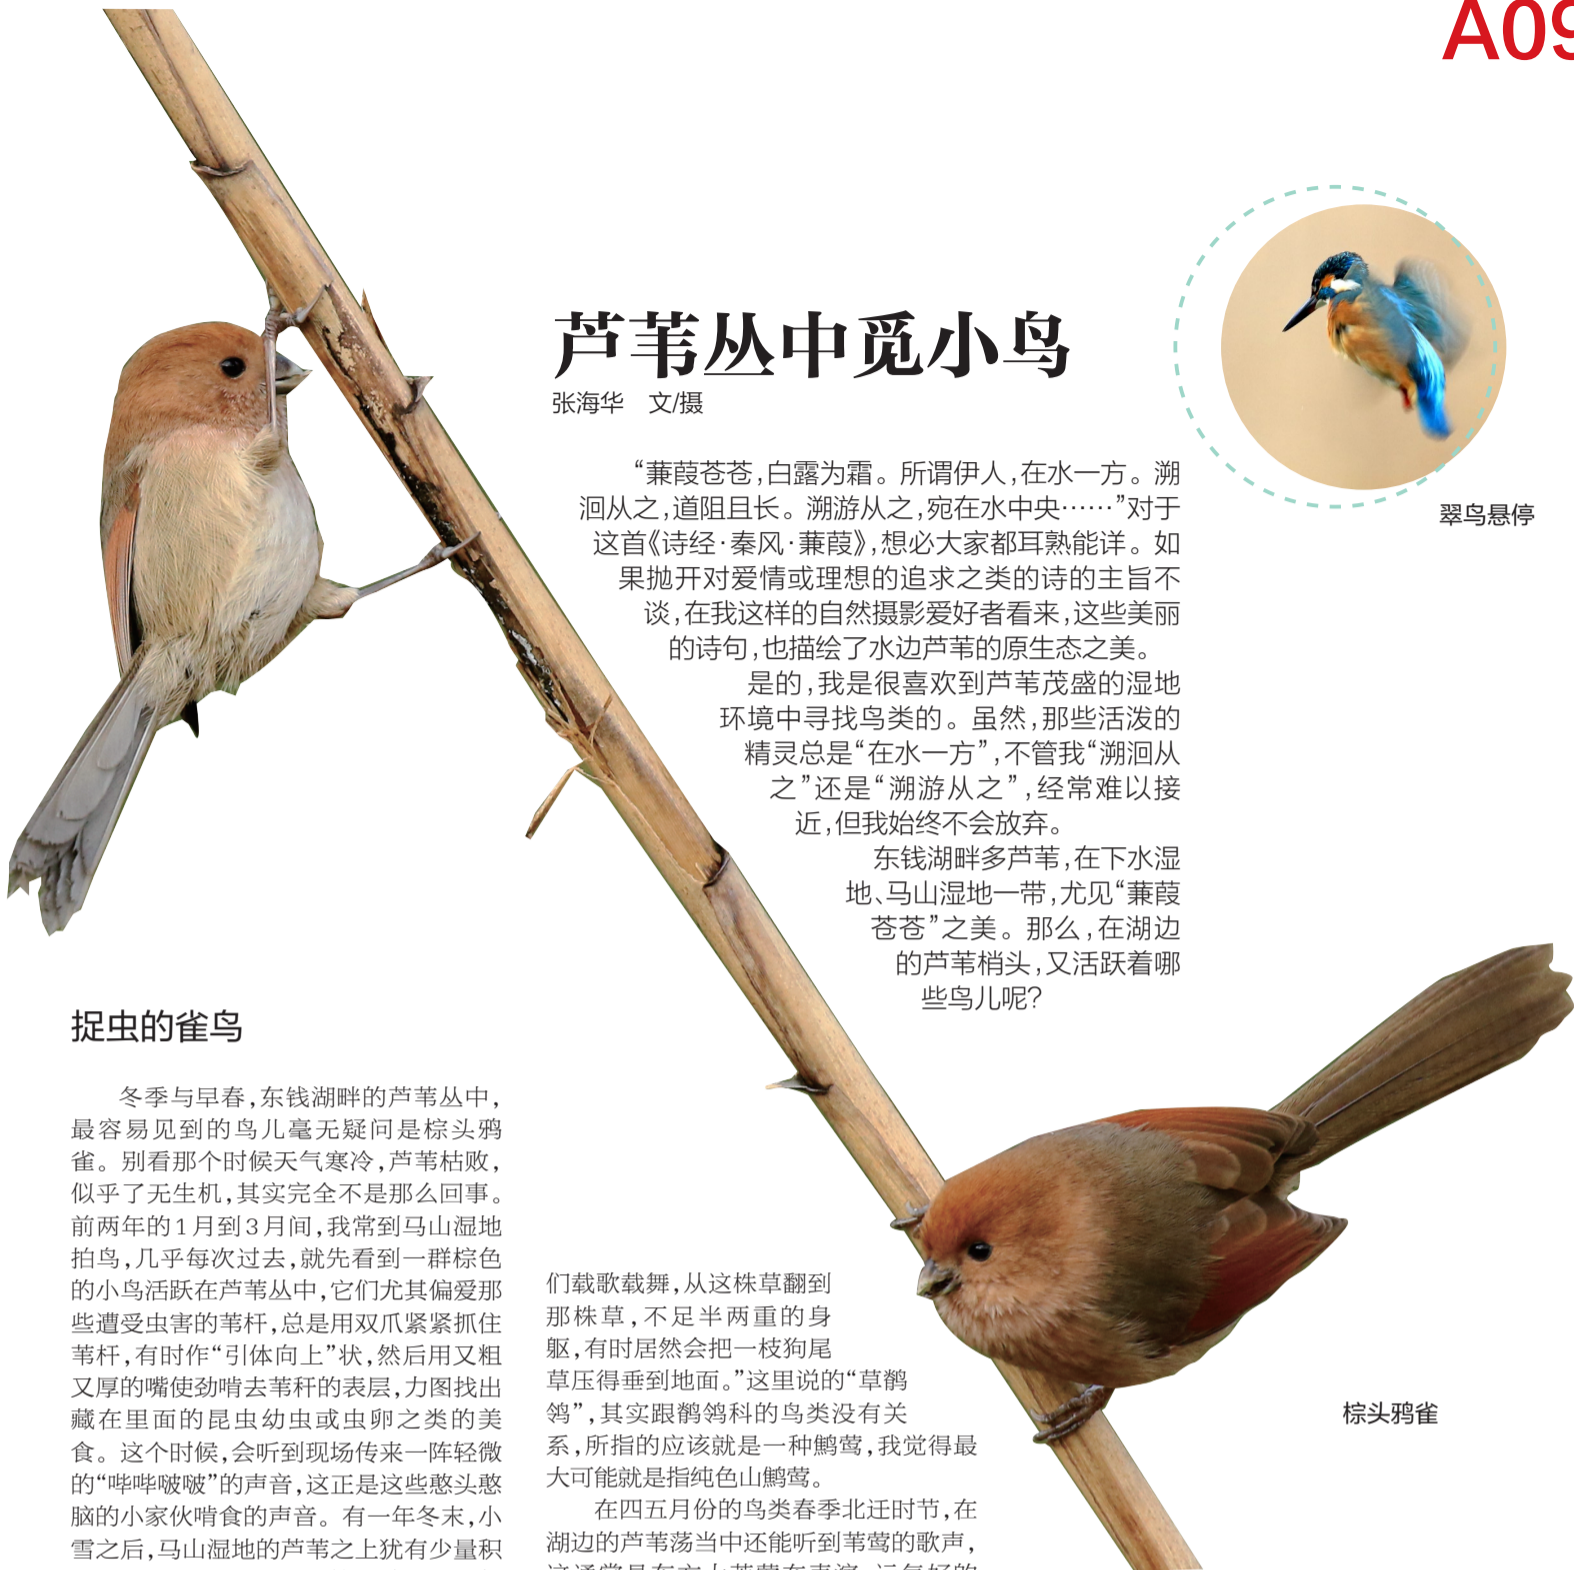 A09
芦苇丛中觅小鸟
张海华　文/摄
“蒹葭苍苍,白露为霜。所谓伊人,在水一方。溯
洄从之,道阻且长。溯游从之,宛在水中央……”对于
这首《诗经·秦风·蒹葭》,想必大家都耳熟能详。如
果抛开对爱情或理想的追求之类的诗的主旨不
谈,在我这样的自然摄影爱好者看来,这些美丽
的诗句,也描绘了水边芦苇的原生态之美。
是的,我是很喜欢到芦苇茂盛的湿地
环境中寻找鸟类的。虽然,那些活泼的
精灵总是“在水一方”,不管我“溯洄从
之”还是“溯游从之”,经常难以接
近,但我始终不会放弃。
东钱湖畔多芦苇,在下水湿
地、马山湿地一带,尤见“蒹葭
苍苍”之美。那么,在湖边
的芦苇梢头,又活跃着哪
些鸟儿呢?
翠鸟悬停
捉虫的雀鸟
冬季与早春,东钱湖畔的芦苇丛中,
最容易见到的鸟儿毫无疑问是棕头鸦
雀。别看那个时候天气寒冷,芦苇枯败,
似乎了无生机,其实完全不是那么回事。
前两年的1月到3月间,我常到马山湿地
拍鸟,几乎每次过去,就先看到一群棕色
的小鸟活跃在芦苇丛中,它们尤其偏爱那
些遭受虫害的苇杆,总是用双爪紧紧抓住
苇杆,有时作“引体向上”状,然后用又粗
又厚的嘴使劲啃去苇秆的表层,力图找出
藏在里面的昆虫幼虫或虫卵之类的美
食。这个时候,会听到现场传来一阵轻微
的“哔哔啵啵”的声音,这正是这些憨头憨
脑的小家伙啃食的声音。有一年冬末,小
雪之后,马山湿地的芦苇之上犹有少量积
们载歌载舞,从这株草翻到
那株草,不足半两重的身
躯,有时居然会把一枝狗尾
草压得垂到地面。”这里说的“草鹡
鸰”,其实跟鹡鸰科的鸟类没有关
系,所指的应该就是一种鹪莺,我觉得最
大可能就是指纯色山鹪莺。
在四五月份的鸟类春季北迁时节,在
湖边的芦苇荡当中还能听到苇莺的歌声,
棕头鸦雀